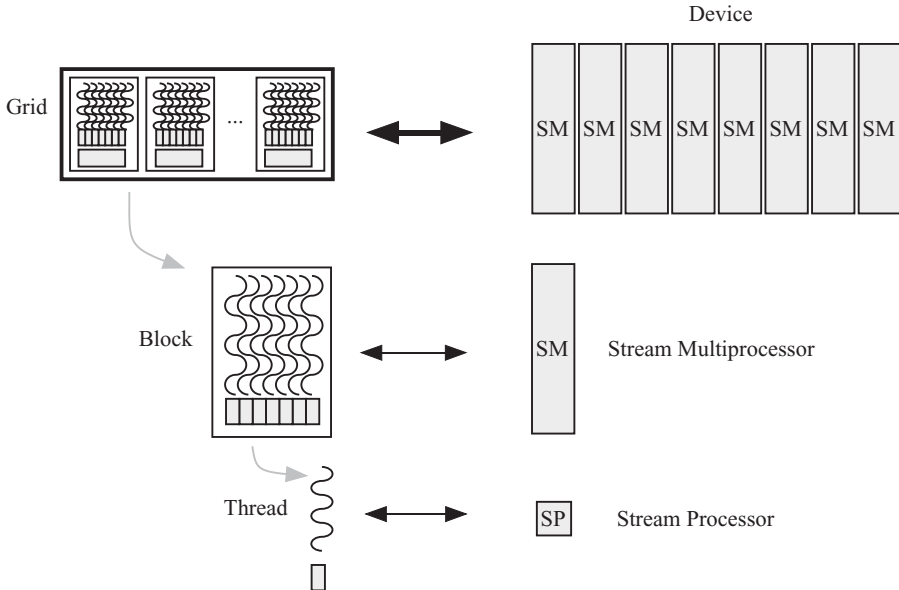 Device
Grid
...
SM SM SM SM SM SM SM SM
Block
SM
Stream Multiprocessor
Thread
SP
Stream Processor